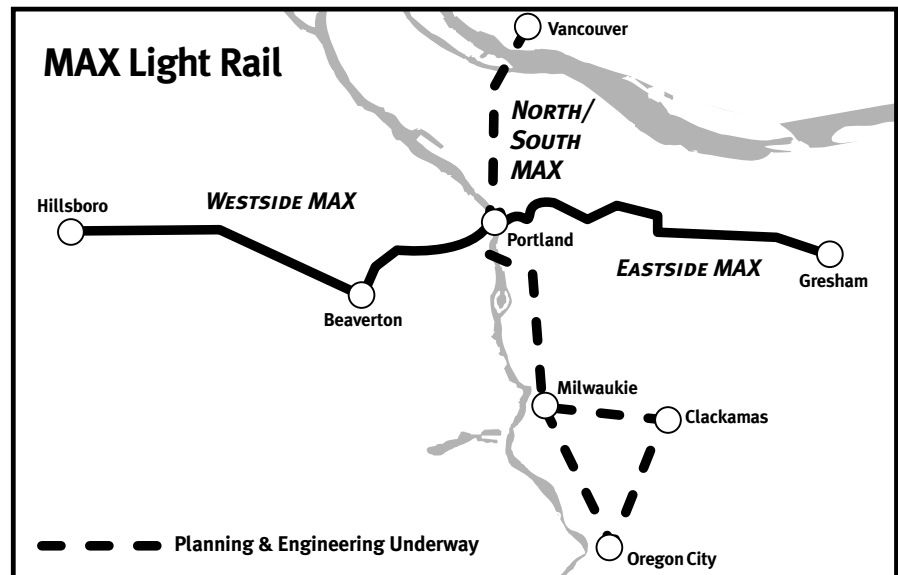 Vancouver
MAX Light Rail
NORTH/
SOUTH
MAX
WESTSIDE MAX
Hillsboro
Portland
EASTSIDE MAX
Gresham
Beaverton
Milwaukie
Clackamas
Planning & Engineering Underway
Oregon City